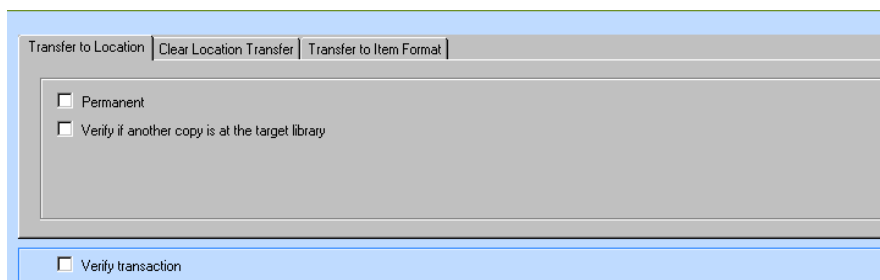 Transfer to Location Clear Location Transfer Transfer to Item Format
Permanent
Verify if another copy is at the target library
Verify transaction